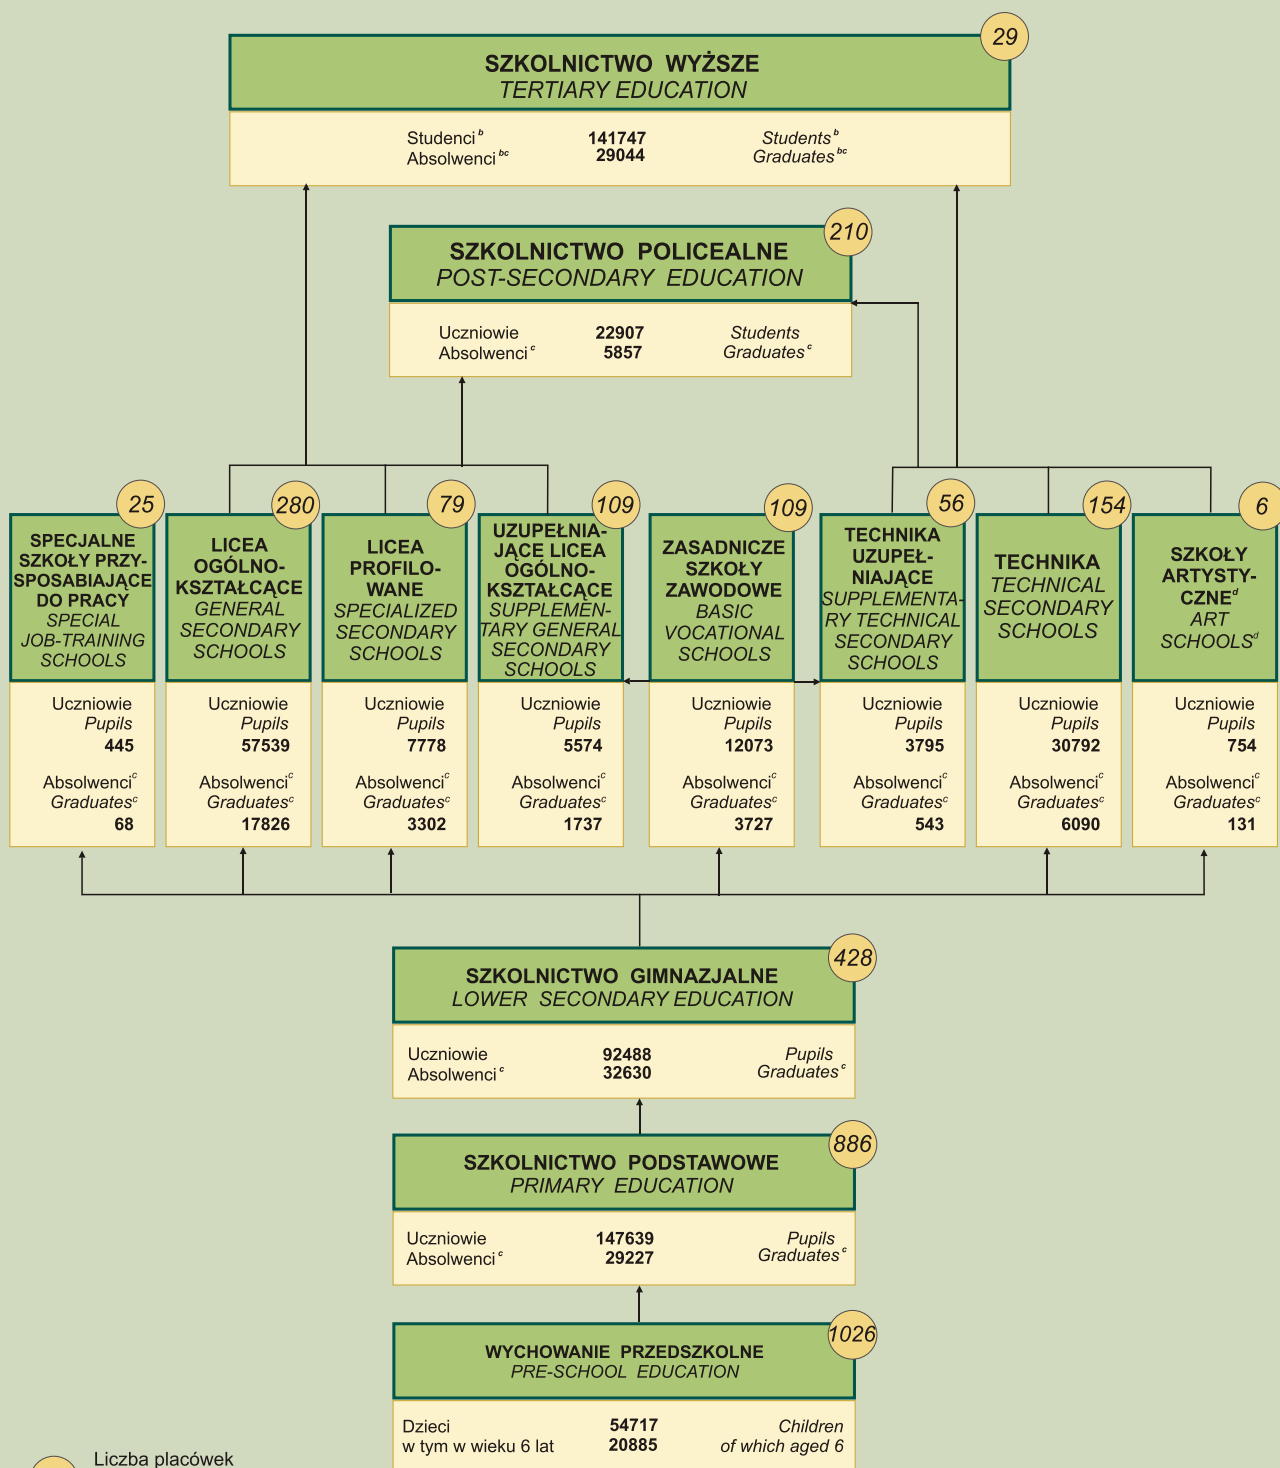 29
SZKOLNICTWO WYŻSZE
TERTIARY EDUCATION
Studenci b 141747 Students b
Absolwenci bc 29044 Graduates bc
210
SZKOLNICTWO POLICEALNE
POST-SECONDARY EDUCATION
Uczniowie 22907 Students
Absolwenci c 5857 Graduates c
25
SPECJALNE
SZKOŁY PRZY-
SPOSABIAJĄCE
DO PRACY
SPECIAL
JOB-TRAINING
SCHOOLS
Uczniowie
Pupils
445
Absolwenci c
Graduates c
68
280
LICEA
OGÓLNO-
KSZTAŁCĄCE
GENERAL
SECONDARY
SCHOOLS
Uczniowie
Pupils
57539
Absolwenci c
Graduates c
17826
79
LICEA
PROFILO-
WANE
SPECIALIZED
SECONDARY
SCHOOLS
Uczniowie
Pupils
7778
Absolwenci c
Graduates c
3302
109
UZUPEŁNIA-
JĄCE LICEA
OGÓLNO-
KSZTAŁCĄCE
SUPPLEMEN-
TARY GENERAL
SECONDARY
SCHOOLS
Uczniowie
Pupils
5574
Absolwenci c
Graduates c
1737
109
ZASADNICZE
SZKOŁY
ZAWODOWE
BASIC
VOCATIONAL
SCHOOLS
Uczniowie
Pupils
12073
Absolwenci c
Graduates c
3727
56
TECHNIKA
UZUPEŁ-
NIAJĄCE
SUPPLEMENTA-
RY TECHNICAL
SECONDARY
SCHOOLS
Uczniowie
Pupils
3795
Absolwenci c
Graduates c
543
154
TECHNIKA
TECHNICAL
SECONDARY
SCHOOLS
Uczniowie
Pupils
30792
Absolwenci c
Graduates c
6090
6
SZKOŁY
ARTYSTY-
CZNE d
ART
SCHOOLS d
Uczniowie
Pupils
754
Absolwenci c
Graduates c
131
428
SZKOLNICTWO GIMNAZJALNE
LOWER SECONDARY EDUCATION
Uczniowie 92488 Pupils
Absolwenci c 32630 Graduates c
886
SZKOLNICTWO PODSTAWOWE
PRIMARY EDUCATION
Uczniowie 147639 Pupils
Absolwenci c 29227 Graduates c
1026
WYCHOWANIE PRZEDSZKOLNE
PRE-SCHOOL EDUCATION
Dzieci 54717 Children
w tym w wieku 6 lat 20885 of which aged 6
Liczba placówek